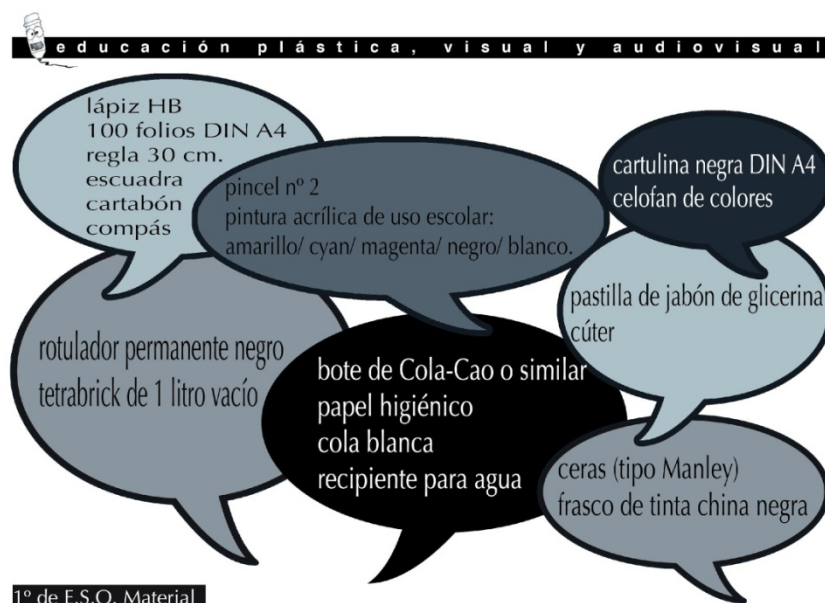 educación plástica, visual y audiovisual
lápiz HB
100 folios DIN A4
regla 30 cm.
escuadra
cartabón
compás
pincel nº 2
pintura acrílica de uso escolar:
amarillo/ cyan/ magenta/ negro/ blanco.
cartulina negra DIN A4
celofan de colores
pastilla de jabón de glicerina
cúter
rotulador permanente negro
tetrabrick de 1 litro vacío
bote de Cola-Cao o similar
papel higiénico
cola blanca
recipiente para agua
ceras (tipo Manley)
frasco de tinta china negra
1º de E.S.O. Material